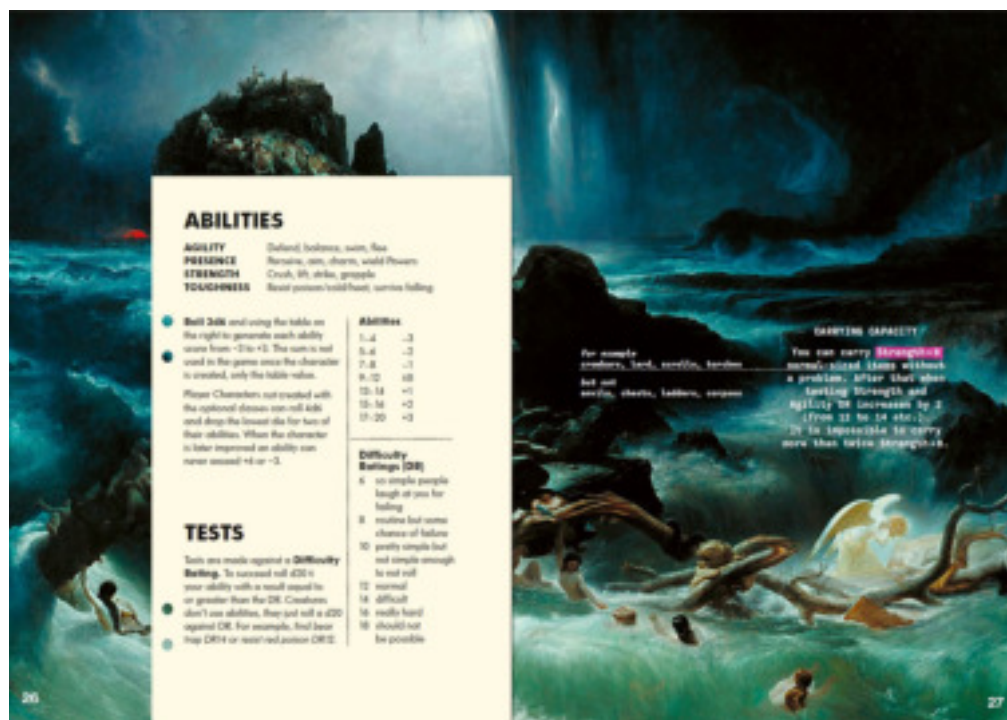 ABILITIES
AGILITY Defend, balance, swim, flee
PRESENCE Perceive, aim, charm, wield Powers
STRENGTH Crush, lift, strike, grapple
TOUGHNESS Resist poison/cold/heat, survive falling
Roll 3d6 and using the table on
the right to generate each ability
score from −3 to +3. The sum is not
used in the game once the character
is created, only the table value.
Player Characters not created with
the optional classes can roll 4d6
and drop the lowest die for two of
their abilities. When the character
is later improved an ability can
never exceed +6 or −3.
TESTS
Tests are made against a Difficulty
Rating. To succeed roll d20 ±
your ability with a result equal to
or greater than the DR. Creatures
don't use abilities, they just roll a d20
against DR. For example, find bear
trap DR14 or resist red poison DR12.
Abilities
1–4 −3
5–6 −2
7–8 −1
9–12 ±0
13–14 +1
15–16 +2
17–20 +3
Difficulty
Ratings (DR)
6 so simple people
laugh at you for
failing
8 routine but some
chance of failure
10 pretty simple but
not simple enough
to not roll
12 normal
14 difficult
16 really hard
18 should not
be possible
26
for example
crowbars, lard, scrolls, torches
but not
anvils, chests, ladders, corpses
CARRYING CAPACITY
You can carry Strength+8
normal-sized items without
a problem. After that when
testing Strength and
Agility DR increases by 2
(from 12 to 14 etc.).
It is impossible to carry
more than twice Strength+8.
27